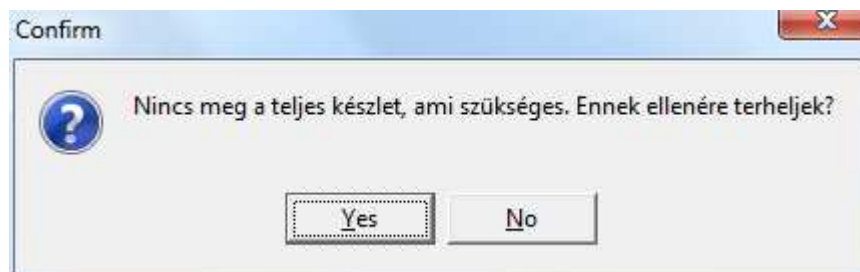 Confirm
Nincs meg a teljes készlet, ami szükséges. Ennek ellenére terheljek?
Yes
No